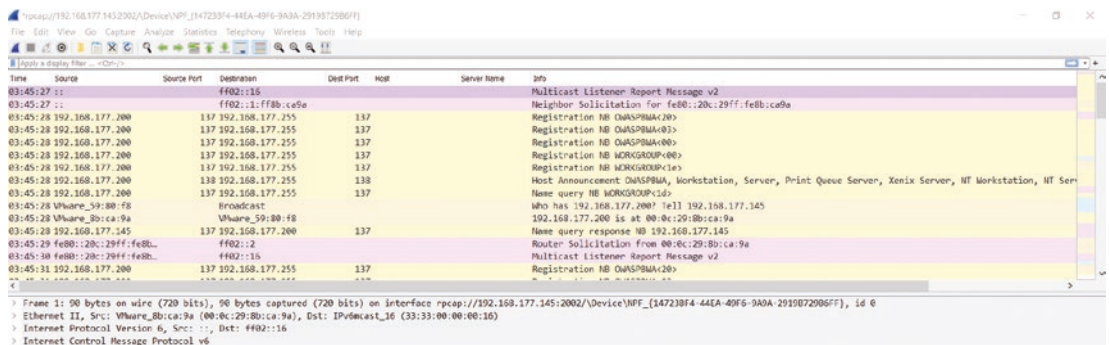 *rpcap://192.168.177.145:2002/\Device\NPF_{14723BF4-44EA-49F6-9A9A-2919B729B6FF}
File Edit View Go Capture Analyze Statistics Telephony Wireless Tools Help
Apply a display filter ... <Ctrl-/>
Time Source Source Port Destination Dest Port Host Server Name Info
03:45:27 :: ff02::16 Multicast Listener Report Message v2
03:45:27 :: ff02::1:ff8b:ca9a Neighbor Solicitation for fe80::20c:29ff:fe8b:ca9a
03:45:28 192.168.177.200 137 192.168.177.255 137 Registration NB OWASPBWA<20>
03:45:28 192.168.177.200 137 192.168.177.255 137 Registration NB OWASPBWA<03>
03:45:28 192.168.177.200 137 192.168.177.255 137 Registration NB OWASPBWA<00>
03:45:28 192.168.177.200 137 192.168.177.255 137 Registration NB WORKGROUP<00>
03:45:28 192.168.177.200 137 192.168.177.255 137 Registration NB WORKGROUP<1e>
03:45:28 192.168.177.200 138 192.168.177.255 138 Host Announcement OWASPBWA, Workstation, Server, Print Queue Server, Xenix Server, NT Workstation, NT Ser
03:45:28 192.168.177.200 137 192.168.177.255 137 Name query NB WORKGROUP<1d>
03:45:28 VMware_59:80:f8 Broadcast Who has 192.168.177.200? Tell 192.168.177.145
03:45:28 VMware_8b:ca:9a VMware_59:80:f8 192.168.177.200 is at 00:0c:29:8b:ca:9a
03:45:28 192.168.177.145 137 192.168.177.200 137 Name query response NB 192.168.177.145
03:45:29 fe80::20c:29ff:fe8b… ff02::2 Router Solicitation from 00:0c:29:8b:ca:9a
03:45:30 fe80::20c:29ff:fe8b… ff02::16 Multicast Listener Report Message v2
03:45:31 192.168.177.200 137 192.168.177.255 137 Registration NB OWASPBWA<20>
> Frame 1: 90 bytes on wire (720 bits), 90 bytes captured (720 bits) on interface rpcap://192.168.177.145:2002/\Device\NPF_{14723BF4-44EA-49F6-9A9A-2919B729B6FF}, id 0
> Ethernet II, Src: VMware_8b:ca:9a (00:0c:29:8b:ca:9a), Dst: IPv6mcast_16 (33:33:00:00:00:16)
> Internet Protocol Version 6, Src: ::, Dst: ff02::16
> Internet Control Message Protocol v6